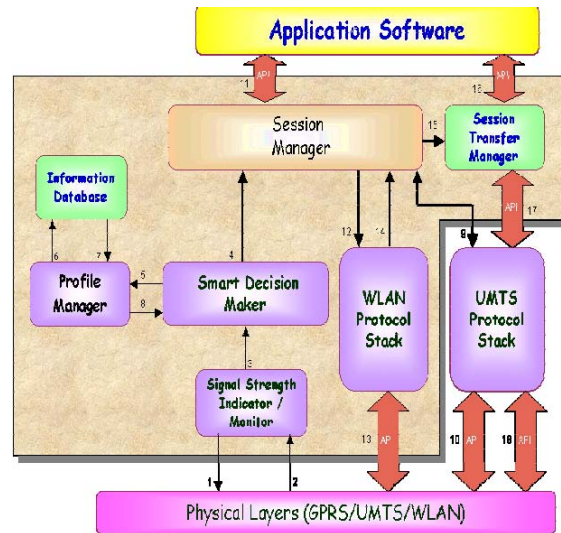 Application Software
API
API
11
16
Session
Manager
15
Session
Transfer
Manager
Information
Database
API
17
6
7
4
12
14
9
Profile
Manager
5
8
Smart Decision
Maker
WLAN
Protocol
Stack
UMTS
Protocol
Stack
3
Signal Strength
Indicator /
Monitor
13
API
10
API
18
API
1
2
Physical Layers (GPRS/UMTS/WLAN)